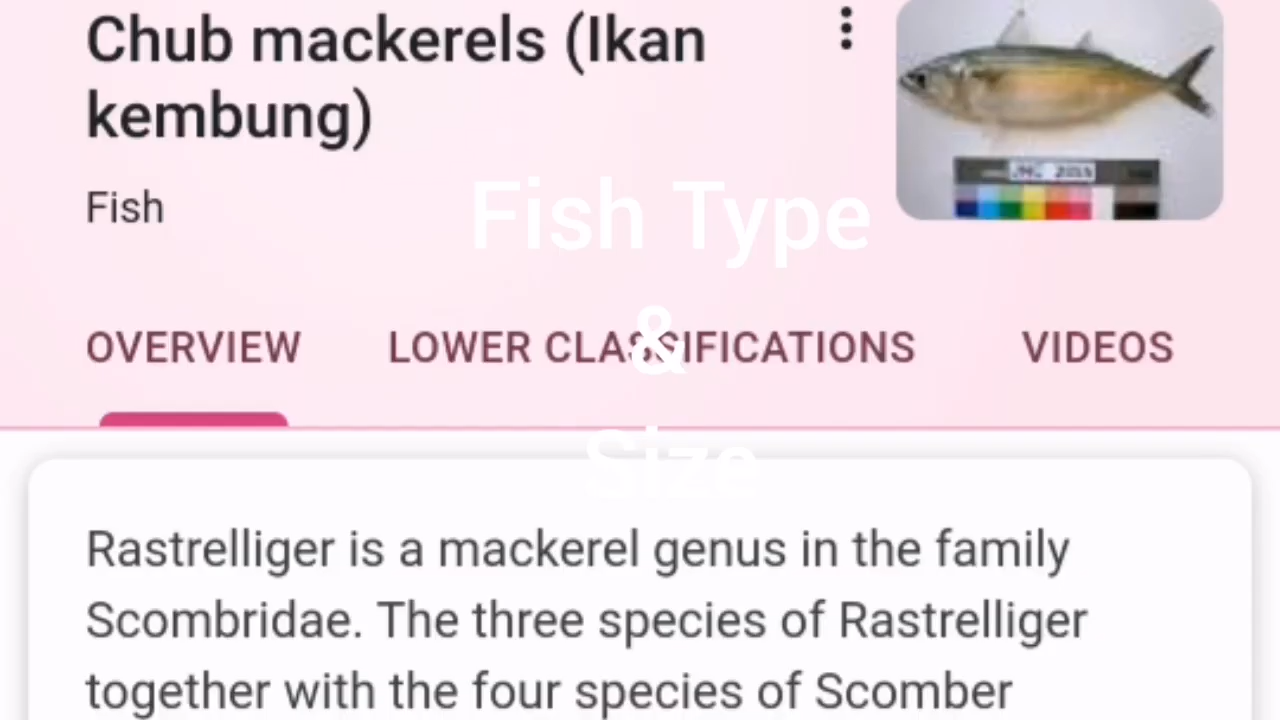 Chub mackerels (Ikan
kembung)
Fish
Fish Type
&
Size
OVERVIEW
LOWER CLASSIFICATIONS
VIDEOS
Rastrelliger is a mackerel genus in the family
Scombridae. The three species of Rastrelliger
together with the four species of Scomber